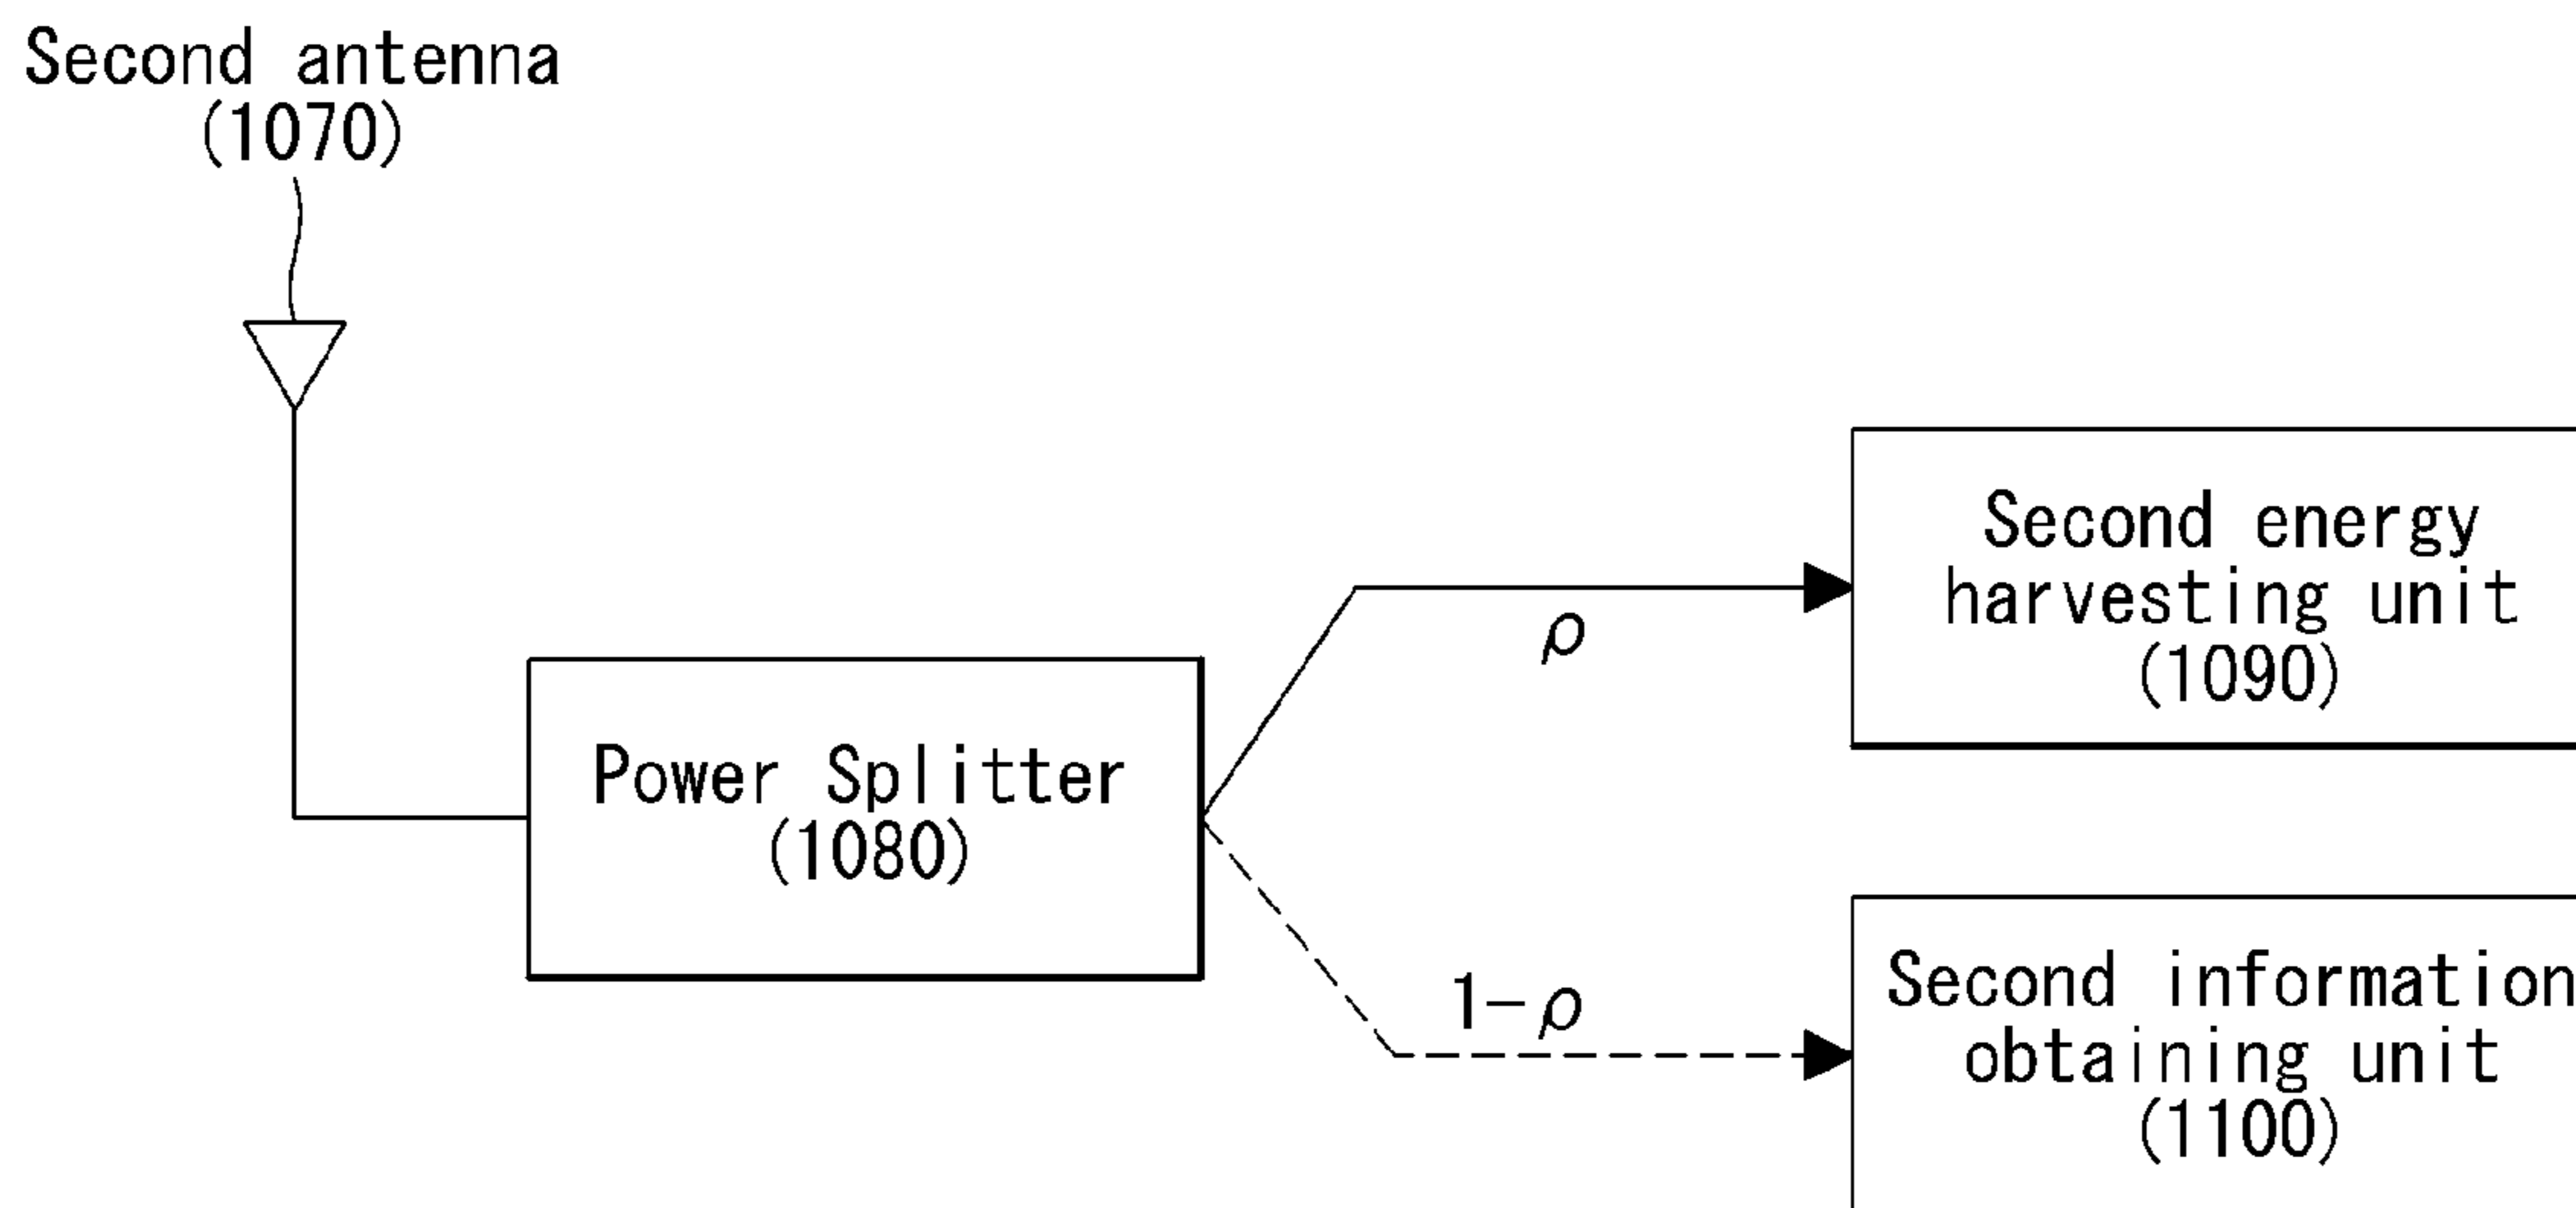 Second antenna
(1070)
Second energy
harvesting unit
(1090)
ρ
Power Splitter
(1080)
1-ρ
Second information
obtaining unit
(1100)